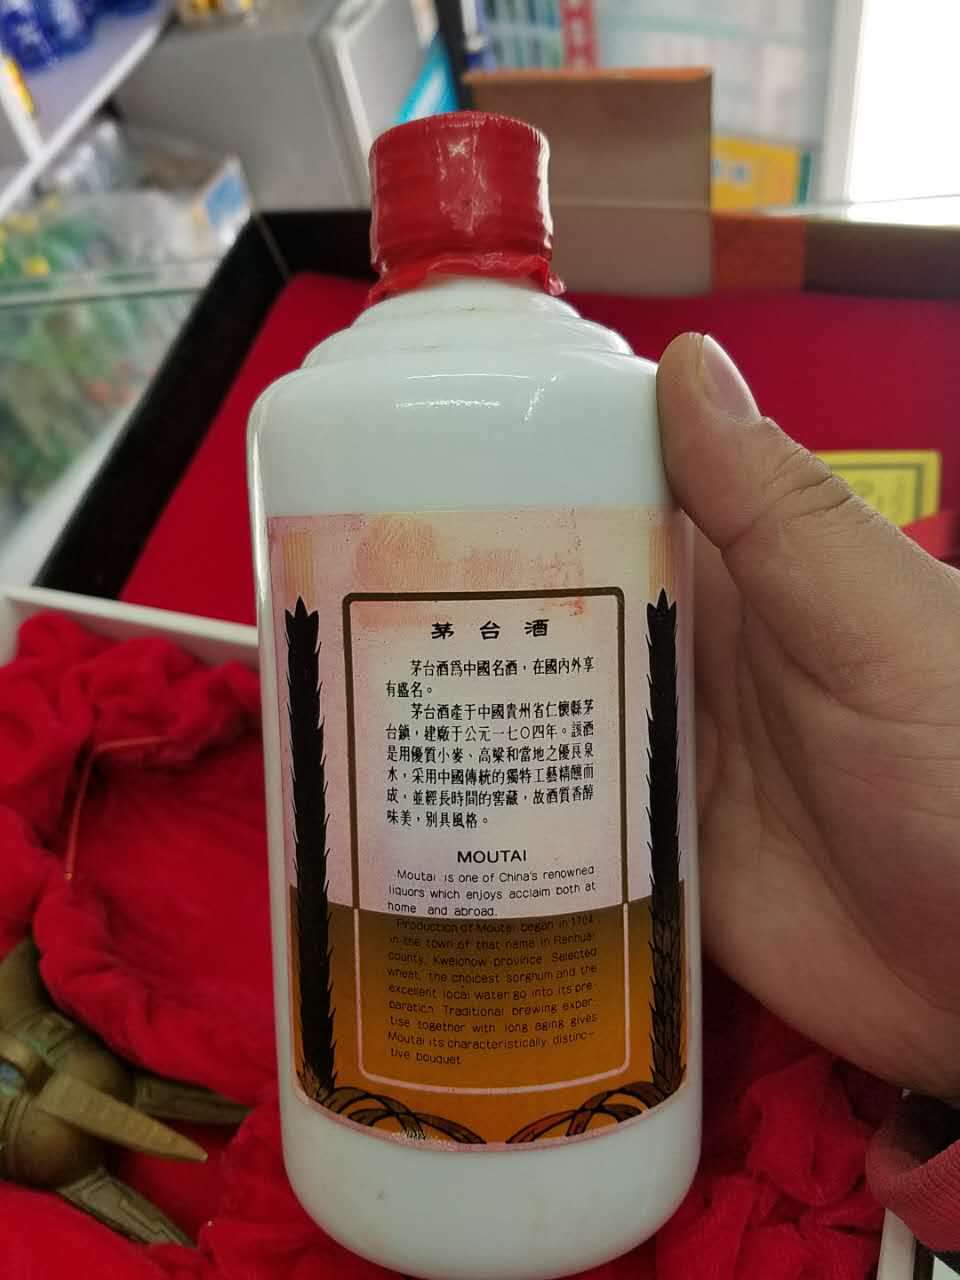 茅台酒
茅台酒爲中國名酒，在國內外享
有盛名。
茅台酒產于中國貴州省仁懷縣茅
台鎮，建廠于公元一七〇四年。該酒
是用優質小麥、高粱和當地之優良泉
水，采用中國傳統的獨特工藝精釀而
成，並經長時間的窖藏，故酒質香醇
味美，別具風格。
MOUTAI
Moutai is one of China's renowned
liquors which enjoys acclaim both at
home and abroad.
Production of Moutai began in 1704,
in the town of that name in Renhuai
county, Kweichow province. Selected
wheat, the choicest sorghum and the
excellent local water go into its pre-
paration. Traditional brewing exper-
tise together with long aging gives
Moutai its characteristically distinc-
tive bouquet